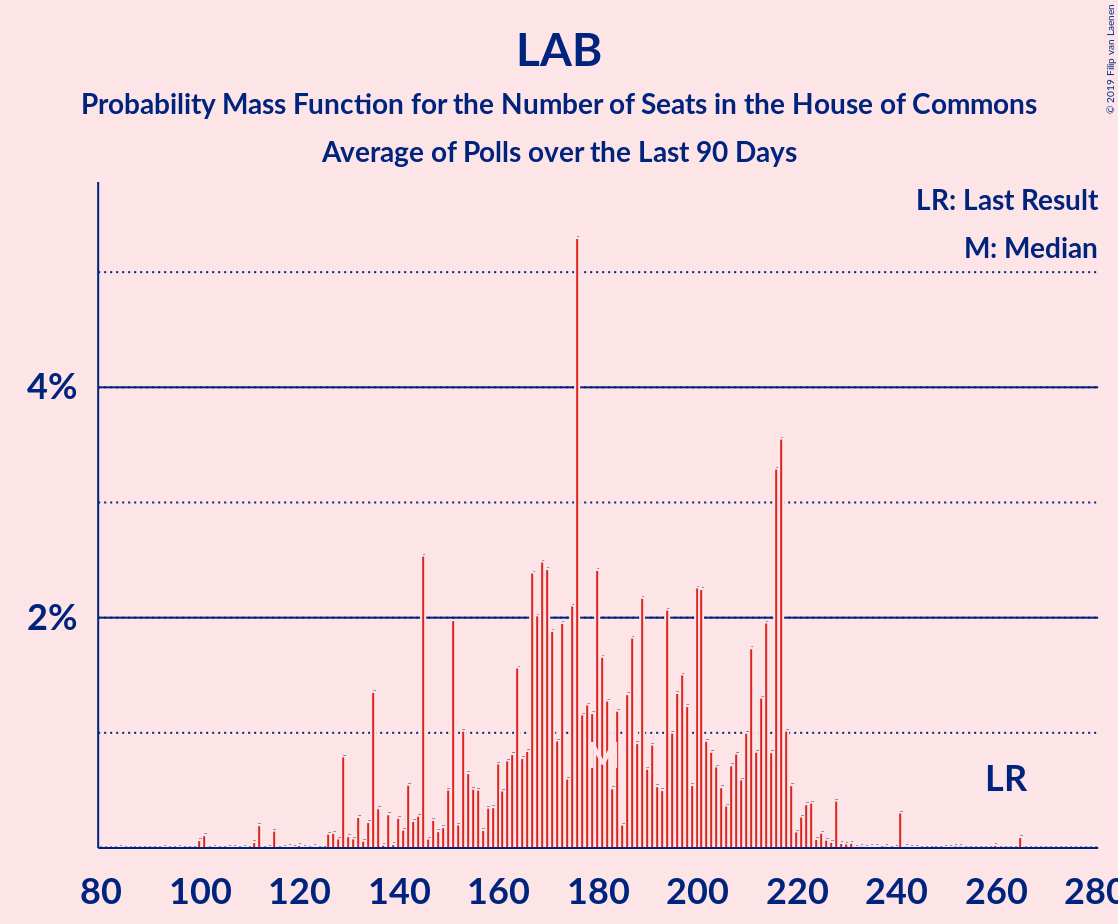 LAB
Probability Mass Function for the Number of Seats in the House of Commons
Average of Polls over the Last 90 Days
© 2019 Filip van Laenen
LR: Last Result
M: Median
4%
2%
M
LR
80 100 120 140 160 180 200 220 240 260 280